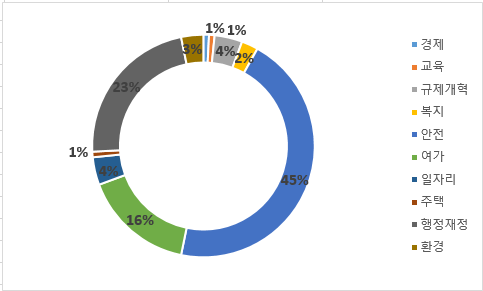 1%
1%
4%
2%
45%
16%
4%
1%
23%
3%
경제
교육
규제개혁
복지
안전
여가
일자리
주택
행정재정
환경